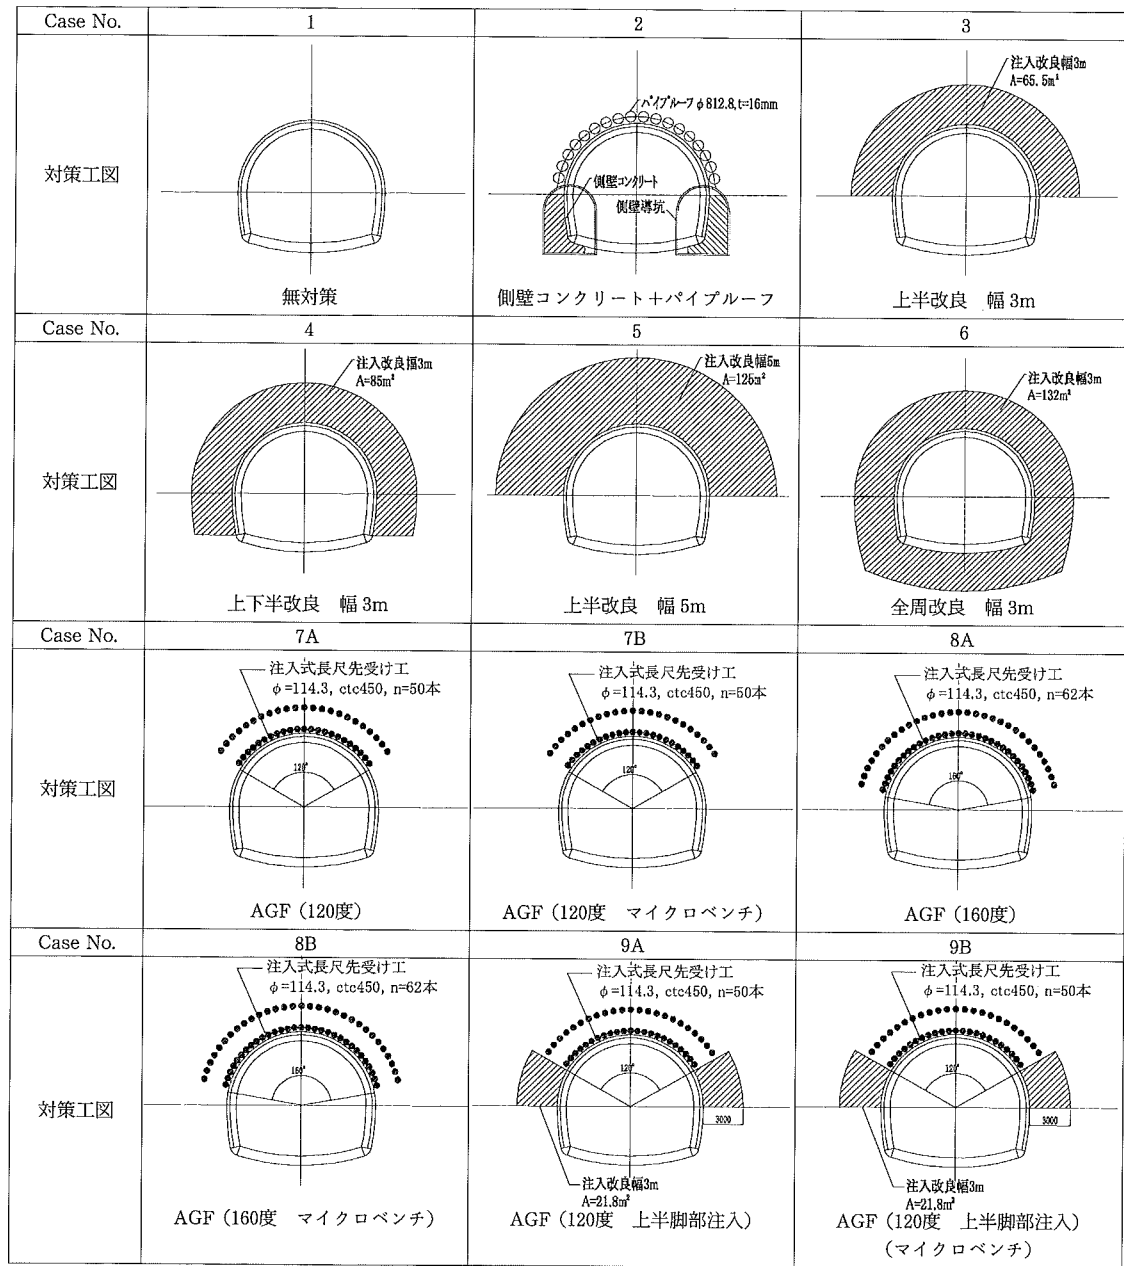 Case No. 1 2 3
対策工図
パイプルーフφ812.8,t=16mm
側壁コンクリート
側壁導坑
注入改良幅3m
A=65.5m²
無対策
側壁コンクリート+パイプルーフ
上半改良 幅3m
Case No. 4 5 6
対策工図
注入改良幅3m
A=85m²
注入改良幅5m
A=125m²
注入改良幅3m
A=132m²
上下半改良 幅3m
上半改良 幅5m
全周改良 幅3m
Case No. 7A 7B 8A
対策工図
注入式長尺先受け工
φ=114.3, ctc450, n=50本
120°
注入式長尺先受け工
φ=114.3, ctc450, n=50本
120°
注入式長尺先受け工
φ=114.3, ctc450, n=62本
160°
AGF(120度)
AGF(120度 マイクロベンチ)
AGF(160度)
Case No. 8B 9A 9B
対策工図
注入式長尺先受け工
φ=114.3, ctc450, n=62本
160°
注入式長尺先受け工
φ=114.3, ctc450, n=50本
120°
3000
注入改良幅3m
A=21.8m²
注入式長尺先受け工
φ=114.3, ctc450, n=50本
120°
3000
注入改良幅3m
A=21.8m²
AGF(160度 マイクロベンチ)
AGF(120度 上半脚部注入)
AGF(120度 上半脚部注入)
(マイクロベンチ)